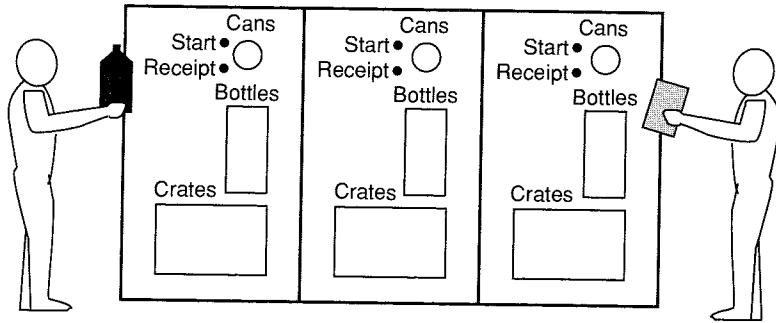 Cans
Start
Receipt
Bottles
Crates
Cans
Start
Receipt
Bottles
Crates
Cans
Start
Receipt
Bottles
Crates